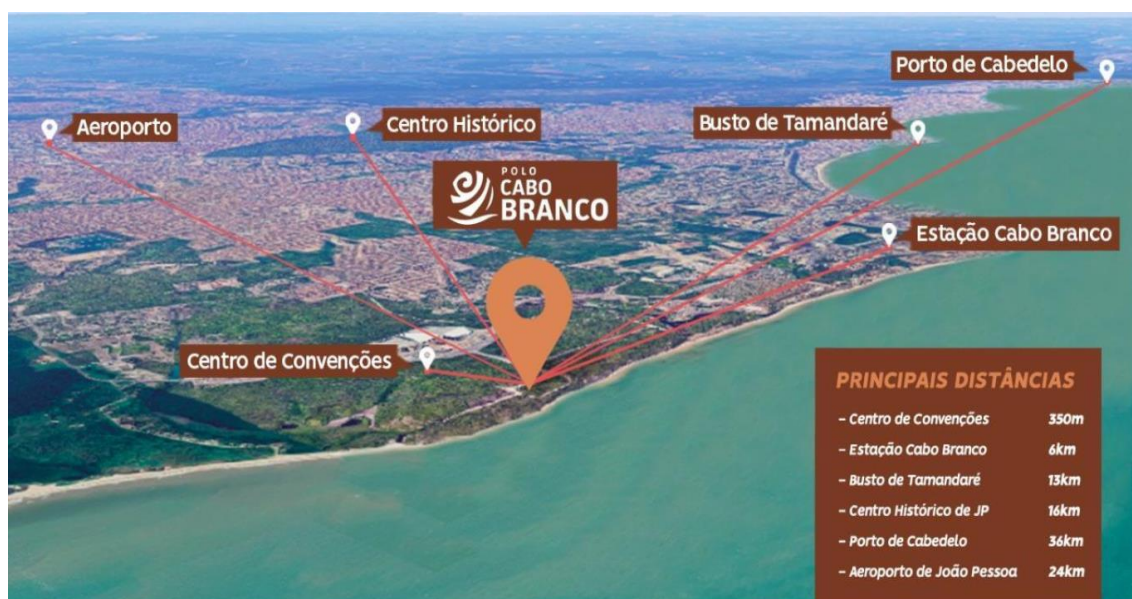 Porto de Cabedelo
Aeroporto
Centro Histórico
Busto de Tamandaré
POLO
CABO
BRANCO
Estação Cabo Branco
Centro de Convenções
PRINCIPAIS DISTÂNCIAS
– Centro de Convenções 350m
– Estação Cabo Branco 6km
– Busto de Tamandaré 13km
– Centro Histórico de JP 16km
– Porto de Cabedelo 36km
– Aeroporto de João Pessoa 24km